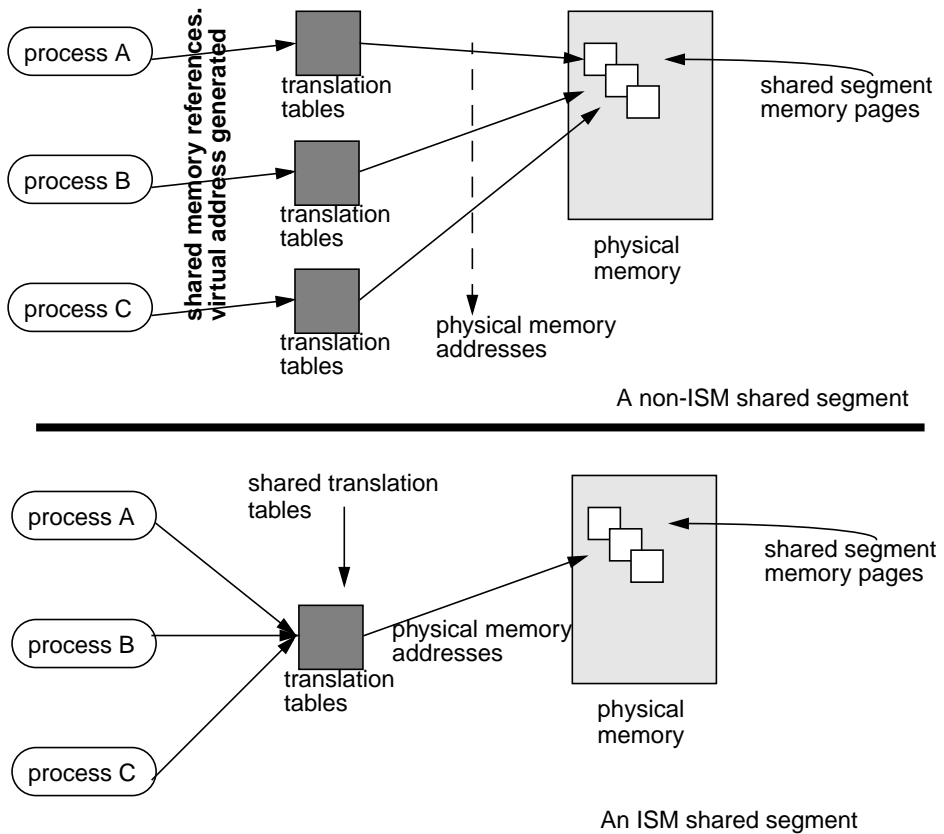 process A
shared memory references.
virtual address generated
translation
tables
shared segment
memory pages
process B
translation
tables
physical
memory
process C
translation
tables
physical memory
addresses
A non-ISM shared segment
shared translation
tables
process A
shared segment
memory pages
process B
physical memory
addresses
translation
tables
physical
memory
process C
An ISM shared segment